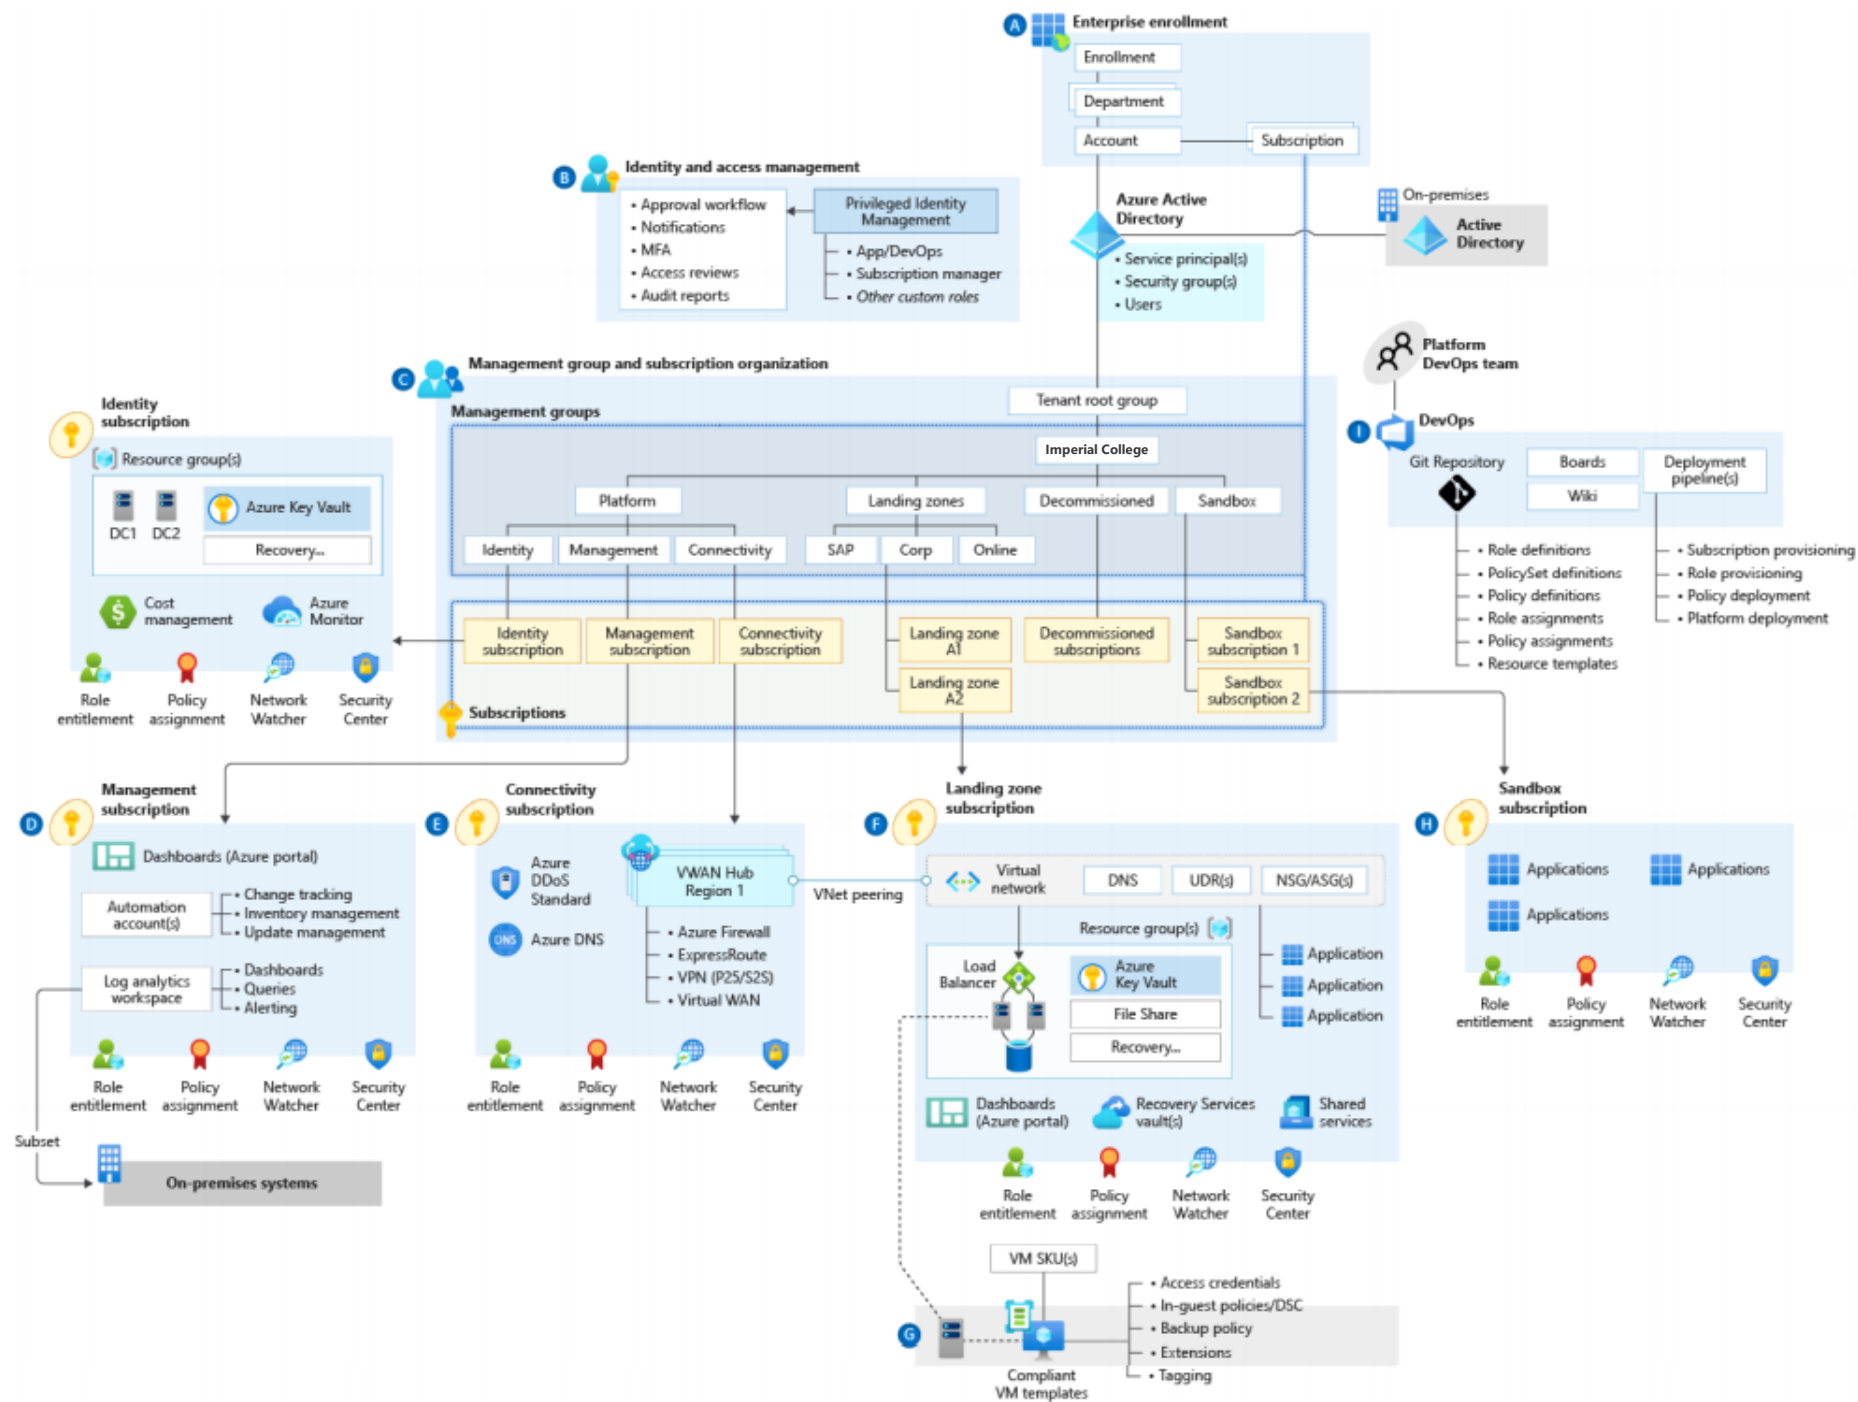 A
Enterprise enrollment
Enrollment
Department
Account
Subscription
B
Identity and access management
• Approval workflow
• Notifications
• MFA
• Access reviews
• Audit reports
Privileged Identity
Management
• App/DevOps
• Subscription manager
• Other custom roles
Azure Active
Directory
• Service principal(s)
• Security group(s)
• Users
On-premises
Active
Directory
Platform
DevOps team
I
DevOps
Git Repository
Boards
Wiki
Deployment
pipeline(s)
• Role definitions
• PolicySet definitions
• Policy definitions
• Role assignments
• Policy assignments
• Resource templates
• Subscription provisioning
• Role provisioning
• Policy deployment
• Platform deployment
C
Management group and subscription organization
Management groups
Tenant root group
Imperial College
Platform
Landing zones
Decommissioned
Sandbox
Identity
Management
Connectivity
SAP
Corp
Online
Identity
subscription
Management
subscription
Connectivity
subscription
Landing zone
A1
Landing zone
A2
Decommissioned
subscriptions
Sandbox
subscription 1
Sandbox
subscription 2
Subscriptions
Identity
subscription
Resource group(s)
DC1
DC2
Azure Key Vault
Recovery...
Cost
management
Azure
Monitor
Role
entitlement
Policy
assignment
Network
Watcher
Security
Center
D
Management
subscription
Dashboards (Azure portal)
Automation
account(s)
• Change tracking
• Inventory management
• Update management
Log analytics
workspace
• Dashboards
• Queries
• Alerting
Role
entitlement
Policy
assignment
Network
Watcher
Security
Center
Subset
On-premises systems
E
Connectivity
subscription
Azure
DDoS
Standard
DNS
Azure DNS
VWAN Hub
Region 1
• Azure Firewall
• ExpressRoute
• VPN (P2S/S2S)
• Virtual WAN
Role
entitlement
Policy
assignment
Network
Watcher
Security
Center
VNet peering
F
Landing zone
subscription
Virtual
network
DNS
UDR(s)
NSG/ASG(s)
Resource group(s)
Load
Balancer
Azure
Key Vault
File Share
Recovery...
Application
Application
Application
Dashboards
(Azure portal)
Recovery Services
vault(s)
Shared
services
Role
entitlement
Policy
assignment
Network
Watcher
Security
Center
G
VM SKU(s)
Compliant
VM templates
• Access credentials
• In-guest policies/DSC
• Backup policy
• Extensions
• Tagging
H
Sandbox
subscription
Applications
Applications
Applications
Role
entitlement
Policy
assignment
Network
Watcher
Security
Center